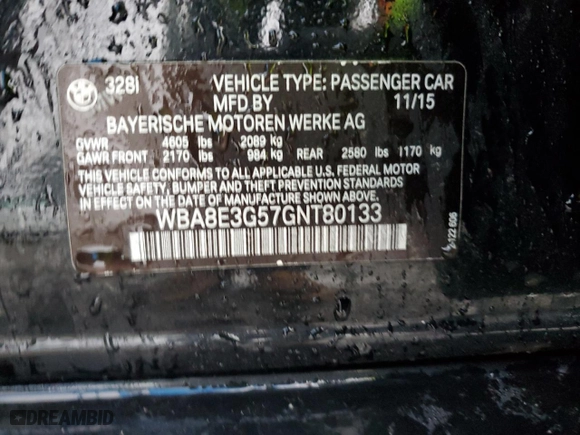 328I VEHICLE TYPE: PASSENGER CAR
MFD.BY 11/15
BAYERISCHE MOTOREN WERKE AG
GVWR 4605 lbs 2089 kg
GAWR FRONT 2170 lbs 984 kg REAR 2580 lbs 1170 kg
THIS VEHICLE CONFORMS TO ALL APPLICABLE U.S. FEDERAL MOTOR
VEHICLE SAFETY, BUMPER, AND THEFT PREVENTION STANDARDS
IN EFFECT ON THE DATE OF MANUFACTURE SHOWN ABOVE.
WBA8E3G57GNT80133
DREAMBID